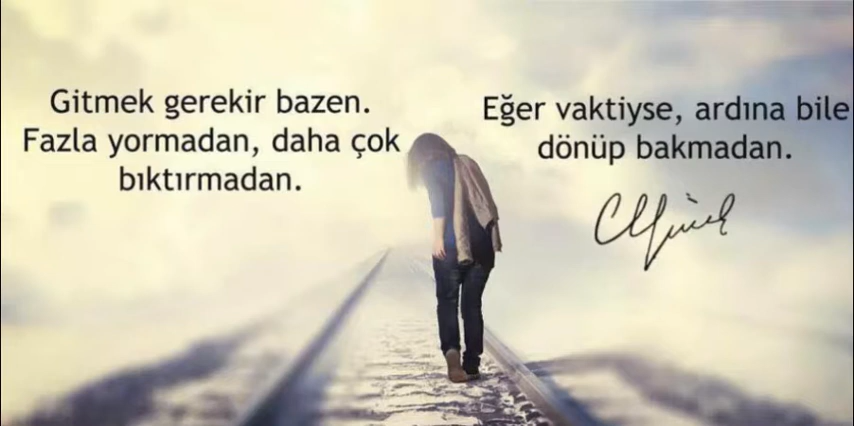 Gitmek gerekir bazen.
Fazla yormadan, daha çok
bıktırmadan.
Eğer vaktiyse, ardına bile
dönüp bakmadan.